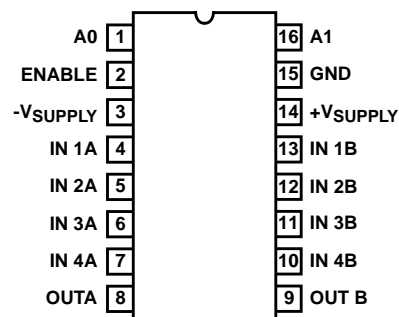 A0 1 16 A1
ENABLE 2 15 GND
-VSUPPLY 3 14 +VSUPPLY
IN 1A 4 13 IN 1B
IN 2A 5 12 IN 2B
IN 3A 6 11 IN 3B
IN 4A 7 10 IN 4B
OUTA 8 9 OUT B